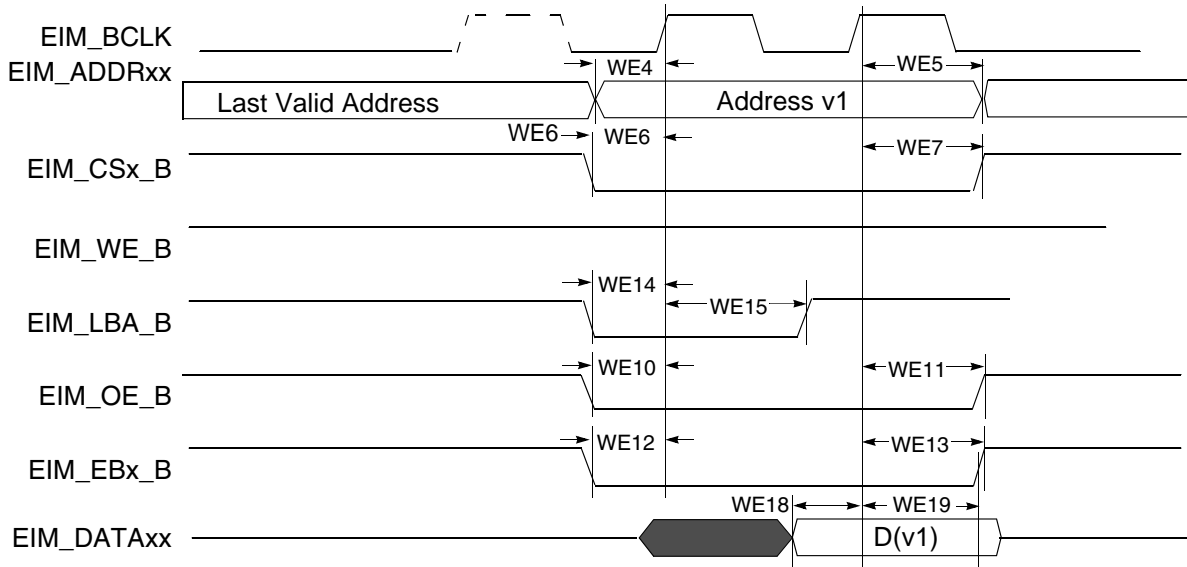 EIM_BCLK
EIM_ADDRxx
WE4
WE5
Last Valid Address
Address v1
WE6
WE6
WE7
EIM_CSx_B
EIM_WE_B
WE14
WE15
EIM_LBA_B
WE10
WE11
EIM_OE_B
WE12
WE13
EIM_EBx_B
WE18
WE19
EIM_DATAxx
D(v1)